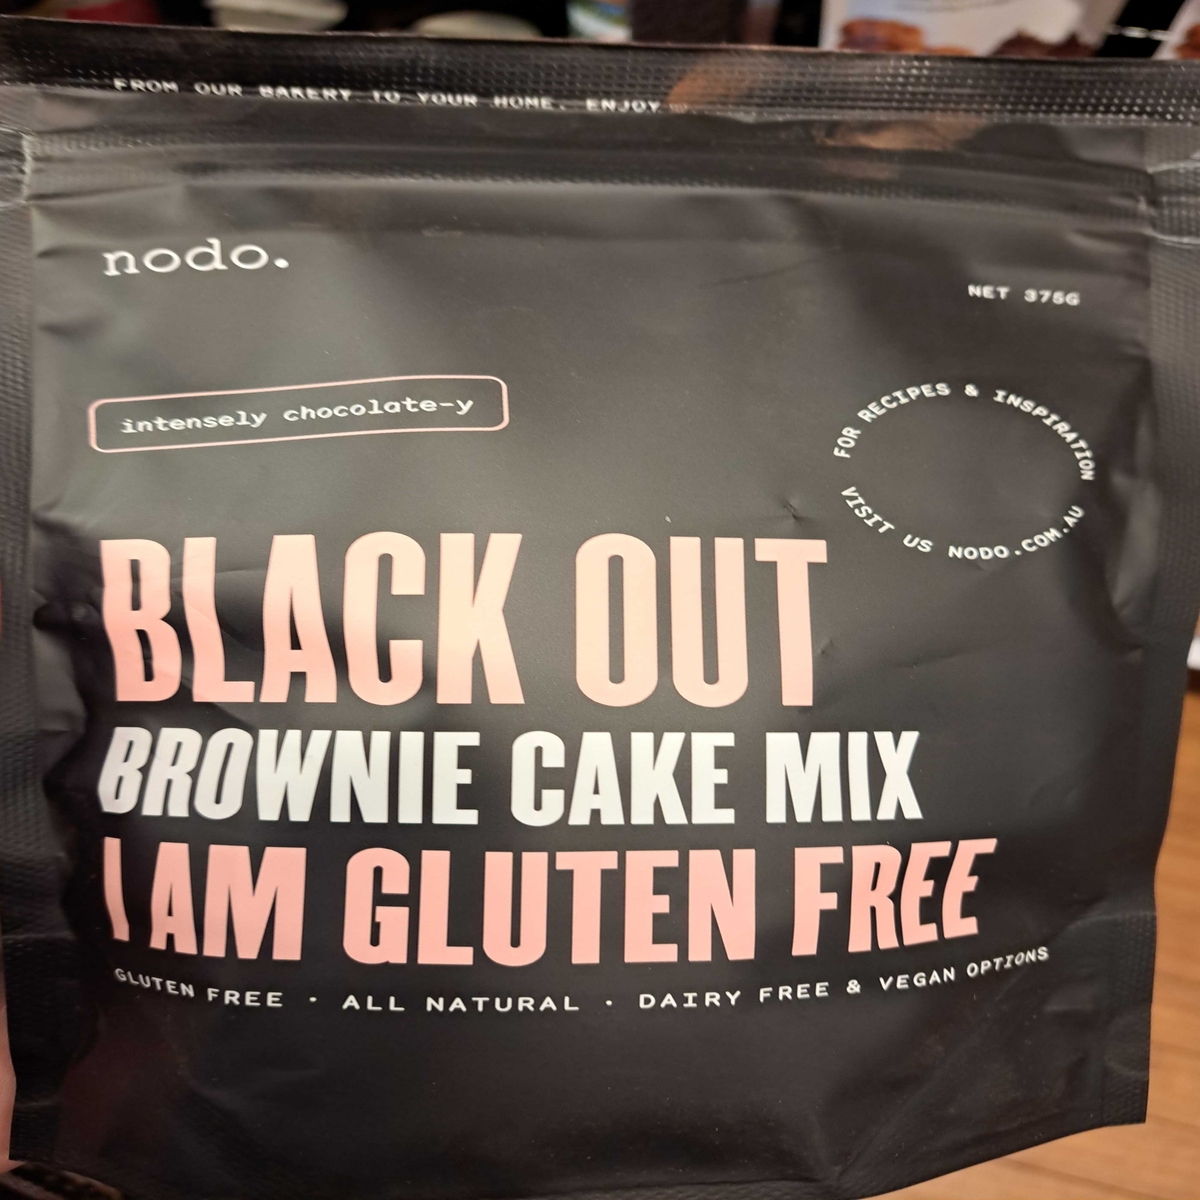 FROM OUR BAKERY TO YOUR HOME. ENJOY
nodo.
NET 375G
intensely chocolate-y
FOR RECIPES & INSPIRATION
VISIT US NODO.COM.AU
BLACK OUT
BROWNIE CAKE MIX
I AM GLUTEN FREE
GLUTEN FREE · ALL NATURAL · DAIRY FREE & VEGAN OPTIONS